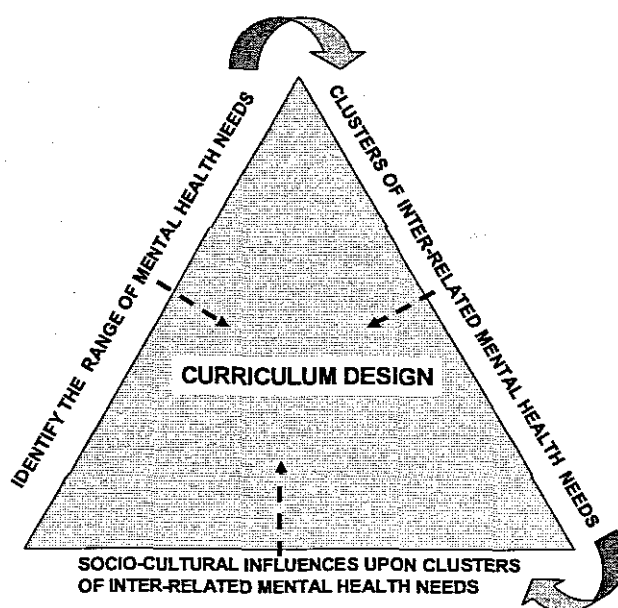 IDENTIFY THE RANGE OF MENTAL HEALTH NEEDS
CLUSTERS OF INTER-RELATED MENTAL HEALTH NEEDS
CURRICULUM DESIGN
SOCIO-CULTURAL INFLUENCES UPON CLUSTERS
OF INTER-RELATED MENTAL HEALTH NEEDS